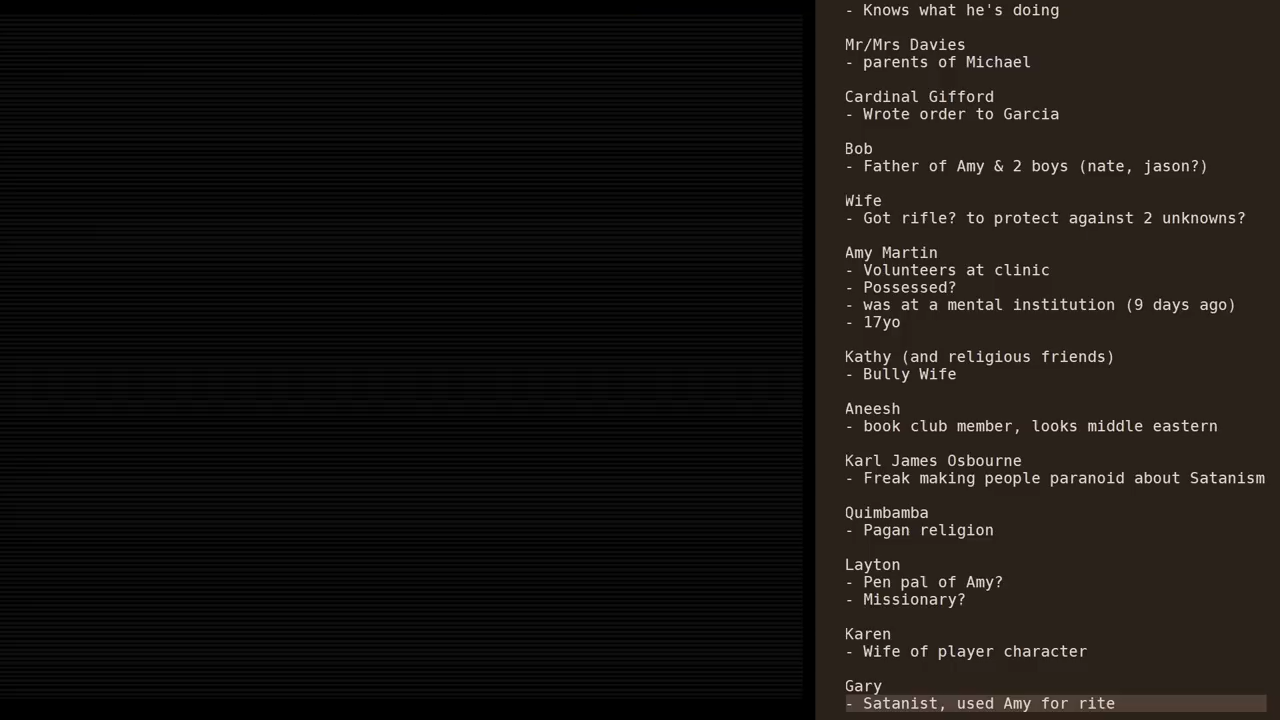 - Knows what he's doing
Mr/Mrs Davies
- parents of Michael
Cardinal Gifford
- Wrote order to Garcia
Bob
- Father of Amy & 2 boys (nate, jason?)
Wife
- Got rifle? to protect against 2 unknowns?
Amy Martin
- Volunteers at clinic
- Possessed?
- was at a mental institution (9 days ago)
- 17yo
Kathy (and religious friends)
- Bully Wife
Aneesh
- book club member, looks middle eastern
Karl James Osbourne
- Freak making people paranoid about Satanism
Quimbamba
- Pagan religion
Layton
- Pen pal of Amy?
- Missionary?
Karen
- Wife of player character
Gary
- Satanist, used Amy for rite